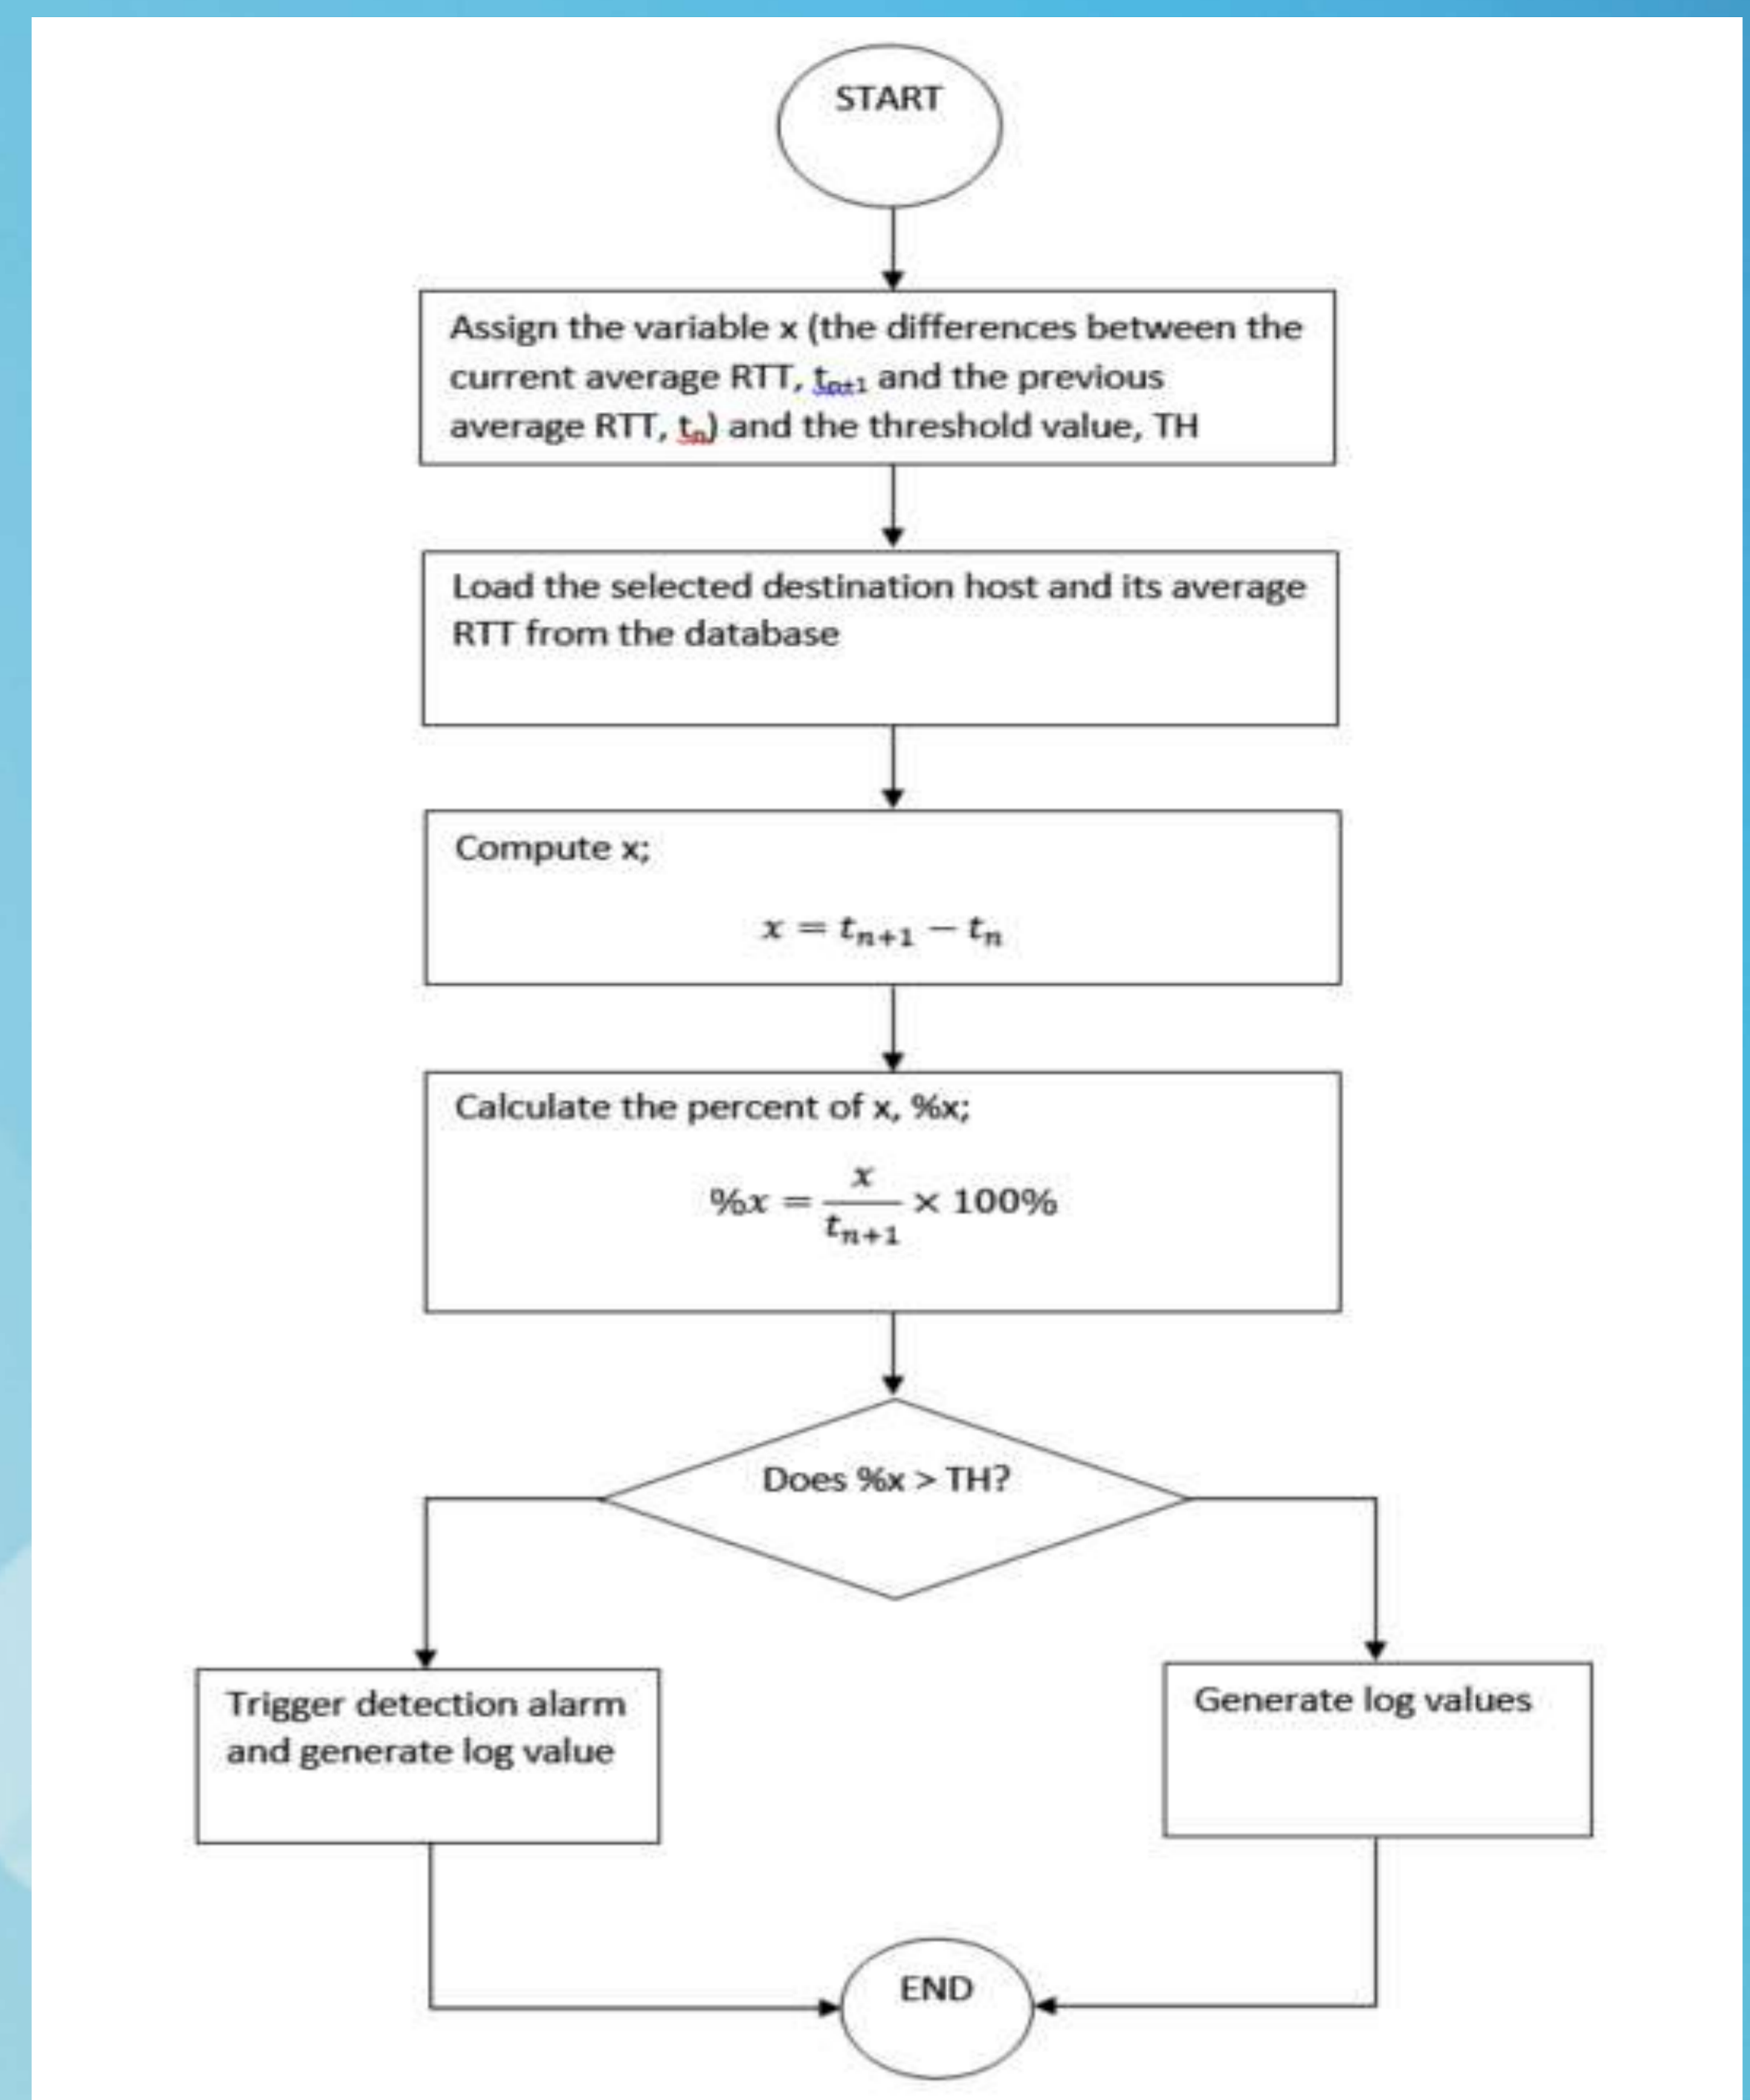 START
Assign the variable x (the differences between the
current average RTT, tₙ₊₁ and the previous
average RTT, tₙ) and the threshold value, TH
Load the selected destination host and its average
RTT from the database
Compute x;
x = tₙ₊₁ − tₙ
Calculate the percent of x, %x;
%x = x / tₙ₊₁ × 100%
Does %x > TH?
Trigger detection alarm
and generate log value
Generate log values
END